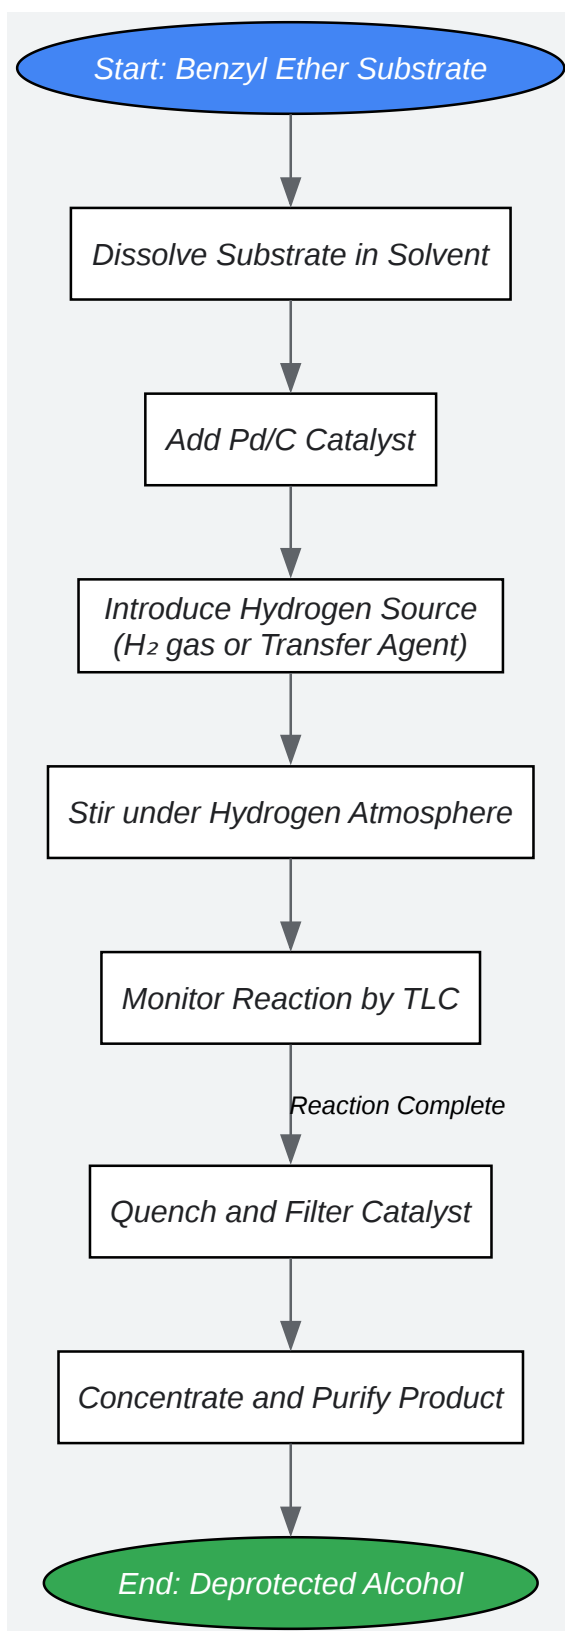 Start: Benzyl Ether Substrate
Dissolve Substrate in Solvent
Add Pd/C Catalyst
Introduce Hydrogen Source
(H₂ gas or Transfer Agent)
Stir under Hydrogen Atmosphere
Monitor Reaction by TLC
Reaction Complete
Quench and Filter Catalyst
Concentrate and Purify Product
End: Deprotected Alcohol